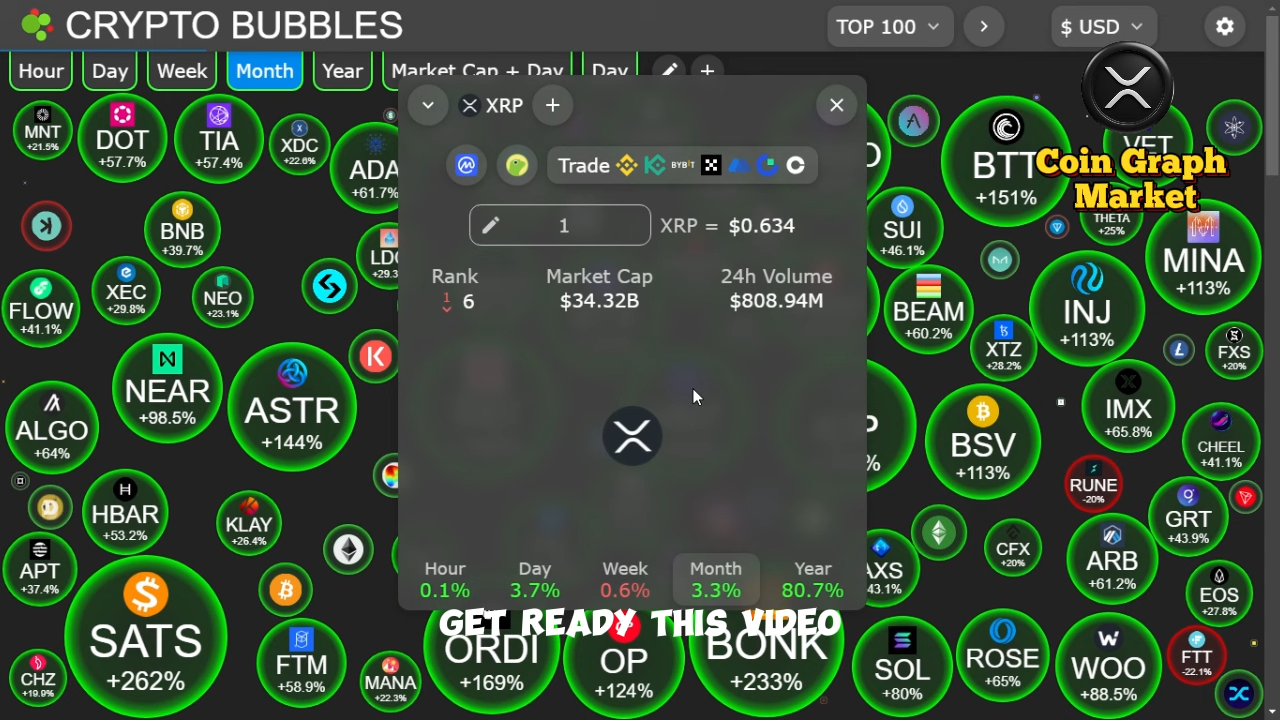 CRYPTO BUBBLES
TOP 100
$ USD
Hour
Day
Week
Month
Year
Market Cap + Day
Day
XRP
Trade
BYBIT
1
XRP = $0.634
Rank
Market Cap
24h Volume
1
6
$34.32B
$808.94M
Hour
Day
Week
Month
Year
0.1%
3.7%
0.6%
3.3%
80.7%
GET READY THIS VIDEO
Coin Graph
Market
MNT
+21.5%
DOT
+57.7%
TIA
+57.4%
XDC
+22.6%
ADA
+61.7%
BNB
+39.7%
XEC
+29.8%
NEO
+23.1%
FLOW
+41.1%
NEAR
+98.5%
ASTR
+144%
ALGO
+64%
HBAR
+53.2%
KLAY
+26.4%
APT
+37.4%
SATS
+262%
CHZ
+19.9%
FTM
+58.9%
MANA
+22.3%
ORDI
+169%
OP
+124%
BONK
+233%
BTT
+151%
VET
SUI
+46.1%
THETA
+25%
MINA
+113%
BEAM
+60.2%
INJ
+113%
XTZ
+28.2%
FXS
+20%
IMX
+65.8%
BSV
+113%
CHEEL
+41.1%
RUNE
-20%
GRT
+43.9%
CFX
+20%
ARB
+61.2%
AXS
43.1%
EOS
+27.8%
SOL
+80%
ROSE
+65%
WOO
+88.5%
FTT
-22.1%